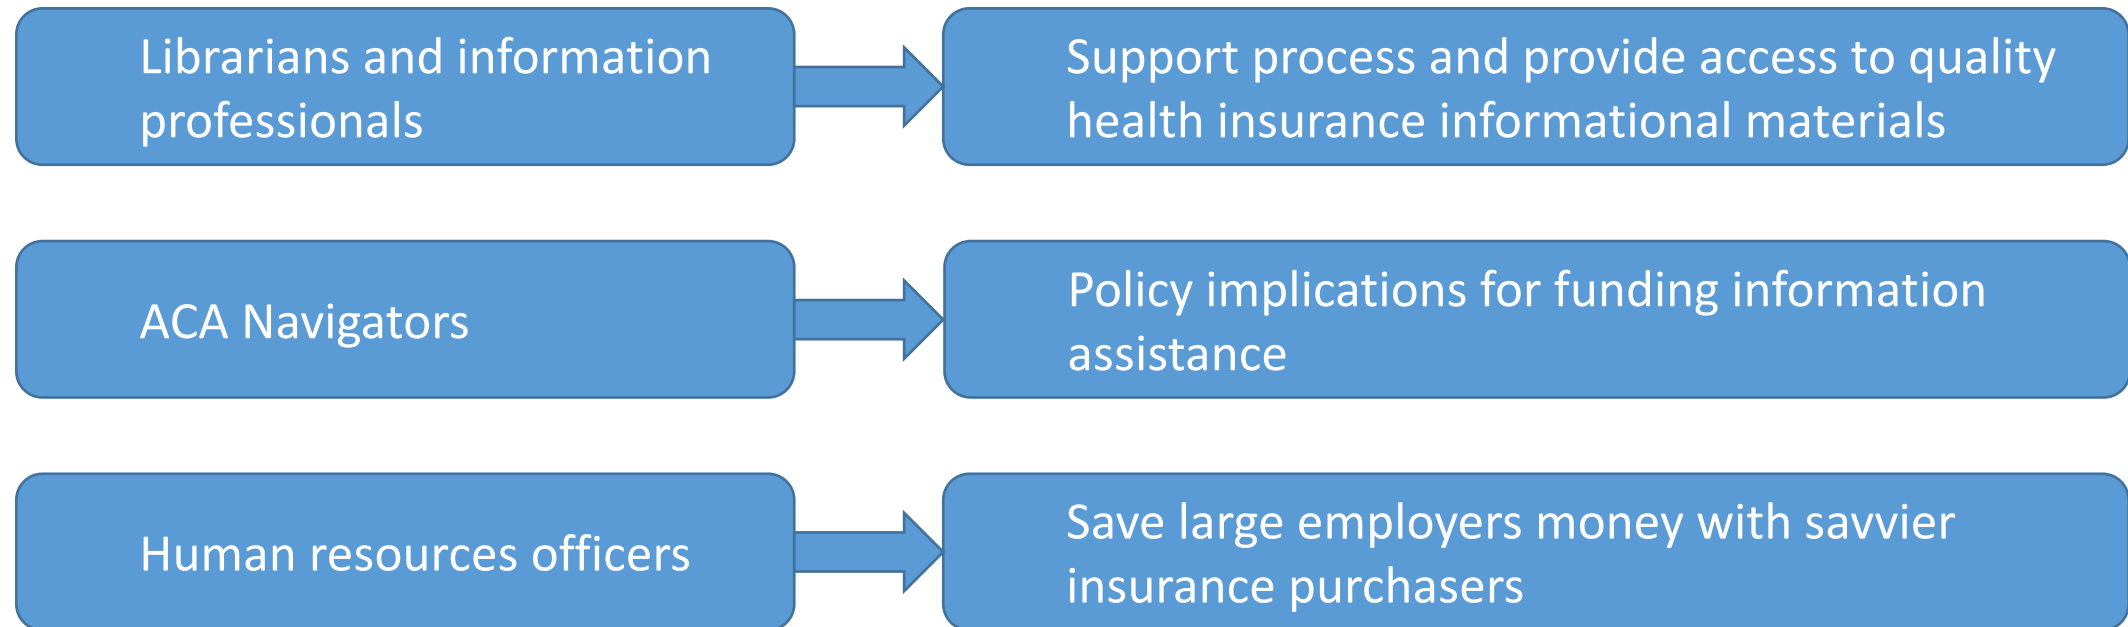 Librarians and information
professionals
Support process and provide access to quality
health insurance informational materials
ACA Navigators
Policy implications for funding information
assistance
Human resources officers
Save large employers money with savvier
insurance purchasers